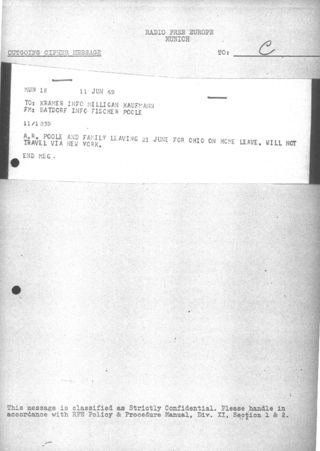 RADIO FREE EUROPE
MUNICH
OUTGOING CIPHER MESSAGE TO: C
MUN 18 11 JUN 69
TO: KRAMER INFO MILLIGAN KAUFMANN
FM: BATDORF INFO FISCHER POOLE
11/1030
A.R. POOLE AND FAMILY LEAVING 21 JUNE FOR OHIO ON HOME LEAVE. WILL NOT
TRAVEL VIA NEW YORK.
END MSG.
This message is classified as Strictly Confidential. Please handle in
accordance with RFE Policy & Procedure Manual, Div. II, Section 1 & 2.